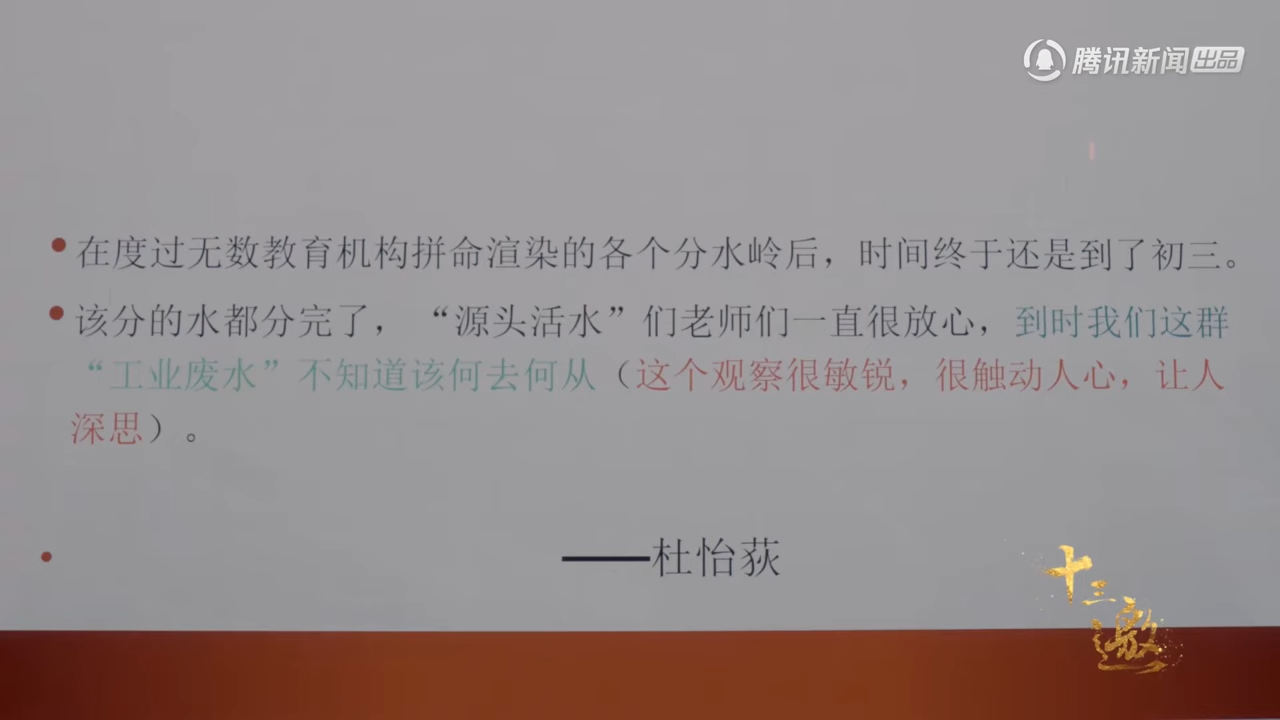 腾讯新闻 出品
在度过无数教育机构拼命渲染的各个分水岭后，时间终于还是到了初三。
该分的水都分完了，“源头活水”们老师们一直很放心，到时我们这群
“工业废水”不知道该何去何从（这个观察很敏锐，很触动人心，让人
深思）。
——杜怡荻
十三邀